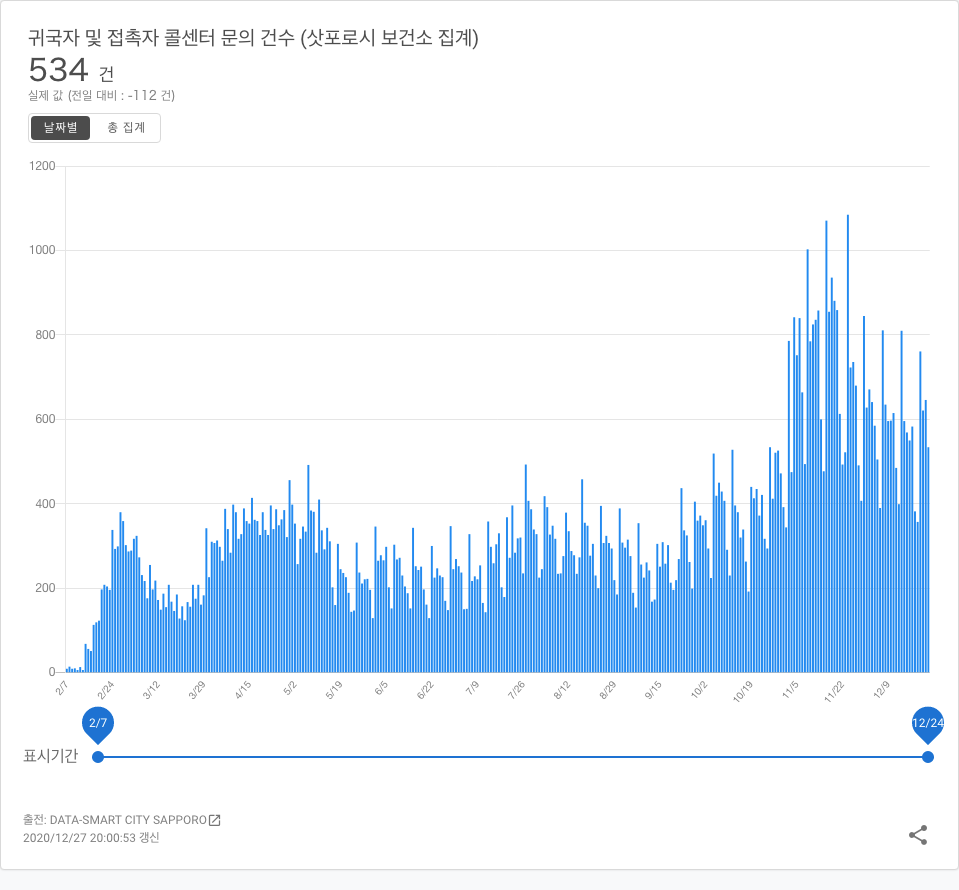 귀국자 및 접촉자 콜센터 문의 건수 (삿포로시 보건소 집계)
534 건
실제 값 (전일 대비 : -112 건)
날짜별 총 집계
1200
1000
800
600
400
200
0
2/7 2/24 3/12 3/29 4/15 5/2 5/19 6/5 6/22 7/9 7/26 8/12 8/29 9/15 10/2 10/19 11/5 11/22 12/9
2/7 12/24
표시기간
출전: DATA-SMART CITY SAPPORO
2020/12/27 20:00:53 갱신